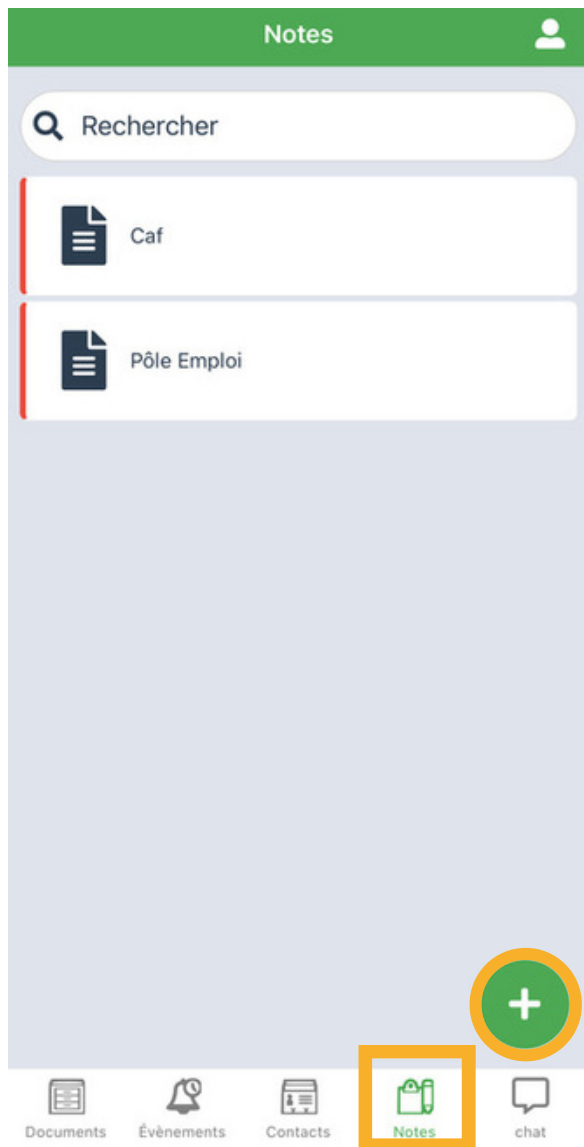 Notes
Rechercher
Caf
Pôle Emploi
Documents Évènements Contacts Notes chat